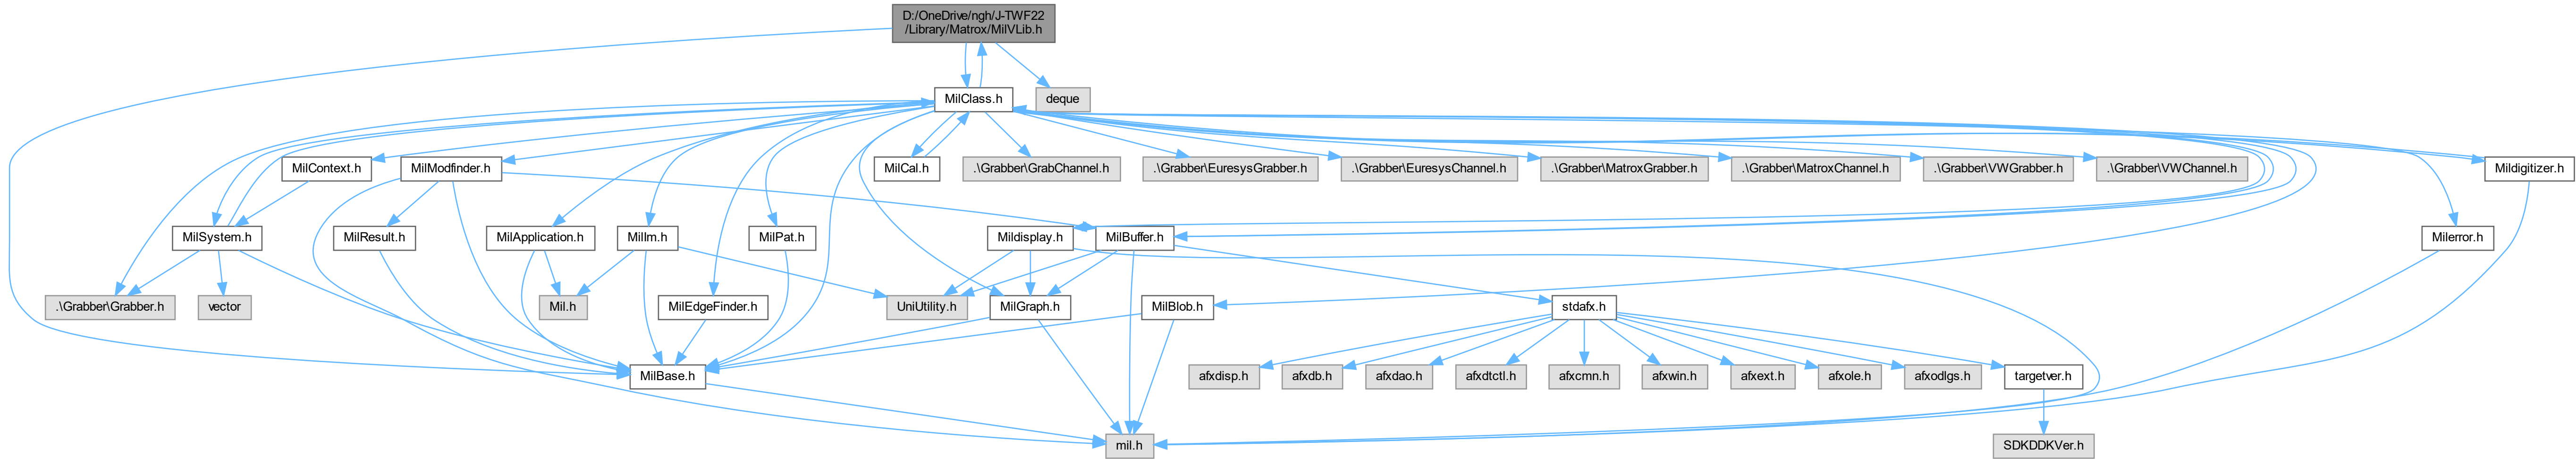 D:/OneDrive/ngh/J-TWF22
/Library/Matrox/MilVLib.h
MilClass.h
deque
MilContext.h
MilModfinder.h
MilCal.h
.\Grabber\GrabChannel.h
.\Grabber\EuresysGrabber.h
.\Grabber\EuresysChannel.h
.\Grabber\MatroxGrabber.h
.\Grabber\MatroxChannel.h
.\Grabber\VWGrabber.h
.\Grabber\VWChannel.h
Mildigitizer.h
MilSystem.h
MilResult.h
MilApplication.h
MilIm.h
MilPat.h
Mildisplay.h
MilBuffer.h
Milerror.h
.\Grabber\Grabber.h
vector
Mil.h
MilEdgeFinder.h
UniUtility.h
MilGraph.h
MilBlob.h
stdafx.h
MilBase.h
afxdisp.h
afxdb.h
afxdao.h
afxdtctl.h
afxcmn.h
afxwin.h
afxext.h
afxole.h
afxodlgs.h
targetver.h
mil.h
SDKDDKVer.h